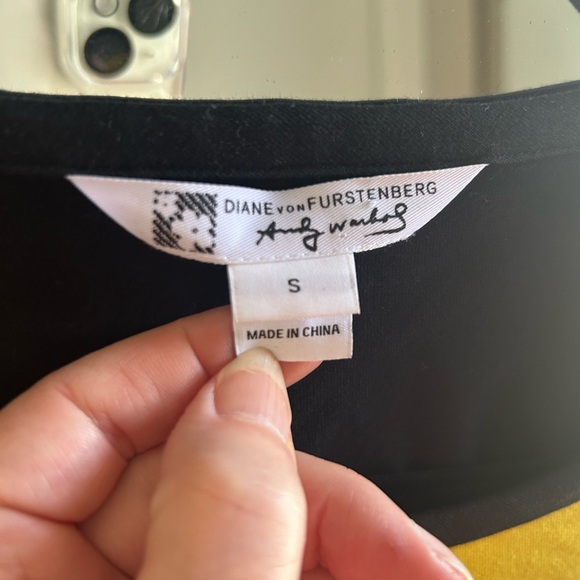 DIANE VON FURSTENBERG
Andy Warhol
S
MADE IN CHINA